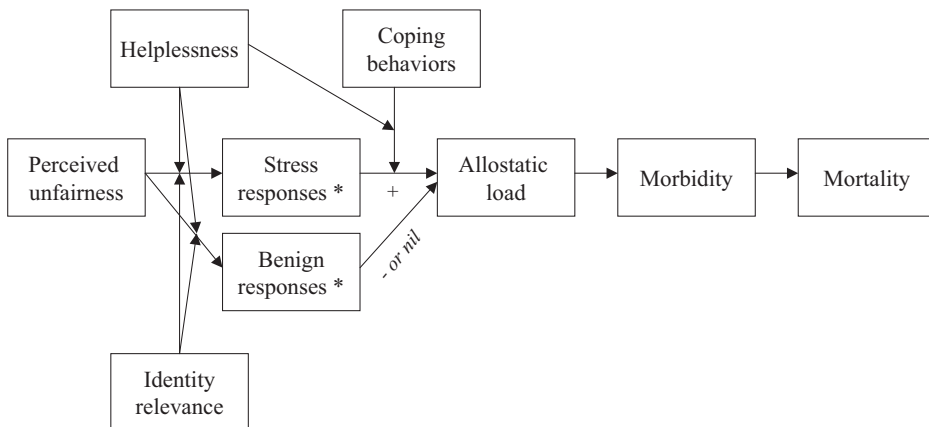 Helplessness
Coping
behaviors
Perceived
unfairness
Stress
responses *
+
Allostatic
load
Morbidity
Mortality
Benign
responses *
- or nil
Identity
relevance